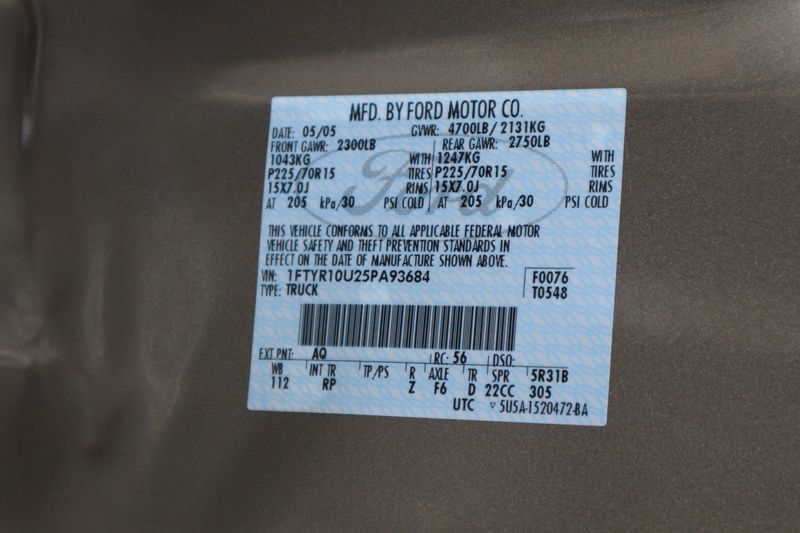 MFD. BY FORD MOTOR CO.
DATE: 05/05 GVWR: 4700LB/ 2131KG
FRONT GAWR: 2300LB REAR GAWR: 2750LB
1043KG WITH 1247KG WITH
P225/70R15 TIRES P225/70R15 TIRES
15X7.0J RIMS 15X7.0J RIMS
AT 205 kPa/30 PSI COLD AT 205 kPa/30 PSI COLD
Ford
THIS VEHICLE CONFORMS TO ALL APPLICABLE FEDERAL MOTOR
VEHICLE SAFETY AND THEFT PREVENTION STANDARDS IN
EFFECT ON THE DATE OF MANUFACTURE SHOWN ABOVE.
VIN: 1FTYR10U25PA93684 F0076
TYPE: TRUCK T0548
EXT PNT: AQ RC: 56 DSO:
WB INT TR TP/PS R AXLE TR SPR 5R31B
112 RP Z F6 D 22CC 305
UTC ▽ 5U5A-1520472-BA